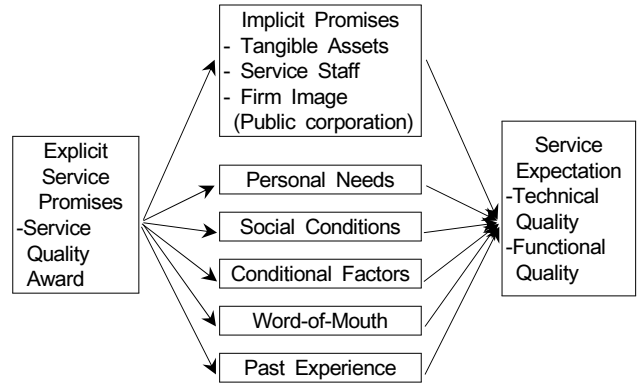 Implicit Promises
- Tangible Assets
- Service Staff
- Firm Image
(Public corporation)
Explicit
Service
Promises
-Service
Quality
Award
Personal Needs
Social Conditions
Conditional Factors
Word-of-Mouth
Past Experience
Service
Expectation
-Technical
Quality
-Functional
Quality